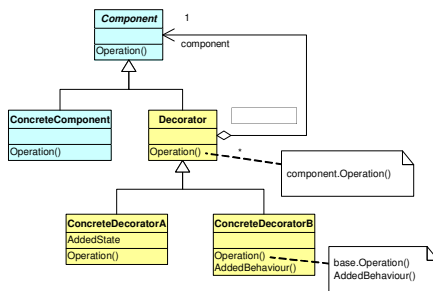 Component
1
component
Operation()
ConcreteComponent
Operation()
Decorator
Operation()
*
component.Operation()
ConcreteDecoratorA
AddedState
Operation()
ConcreteDecoratorB
Operation()
AddedBehaviour()
base.Operation()
AddedBehaviour()